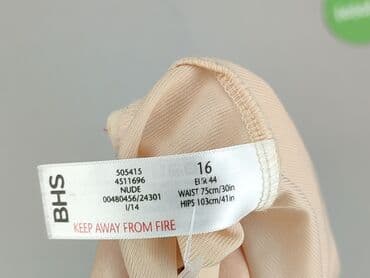 BHS
505415
4511696
NUDE
00480456/24301
I/14
16
EUR 44
WAIST 75cm/30in
HIPS 103cm/41in
KEEP AWAY FROM FIRE